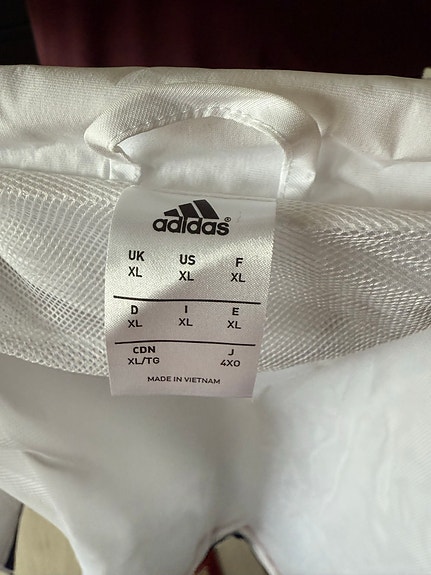 adidas®
UK US F
XL XL XL
D I E
XL XL XL
CDN J
XL/TG 4XO
MADE IN VIETNAM